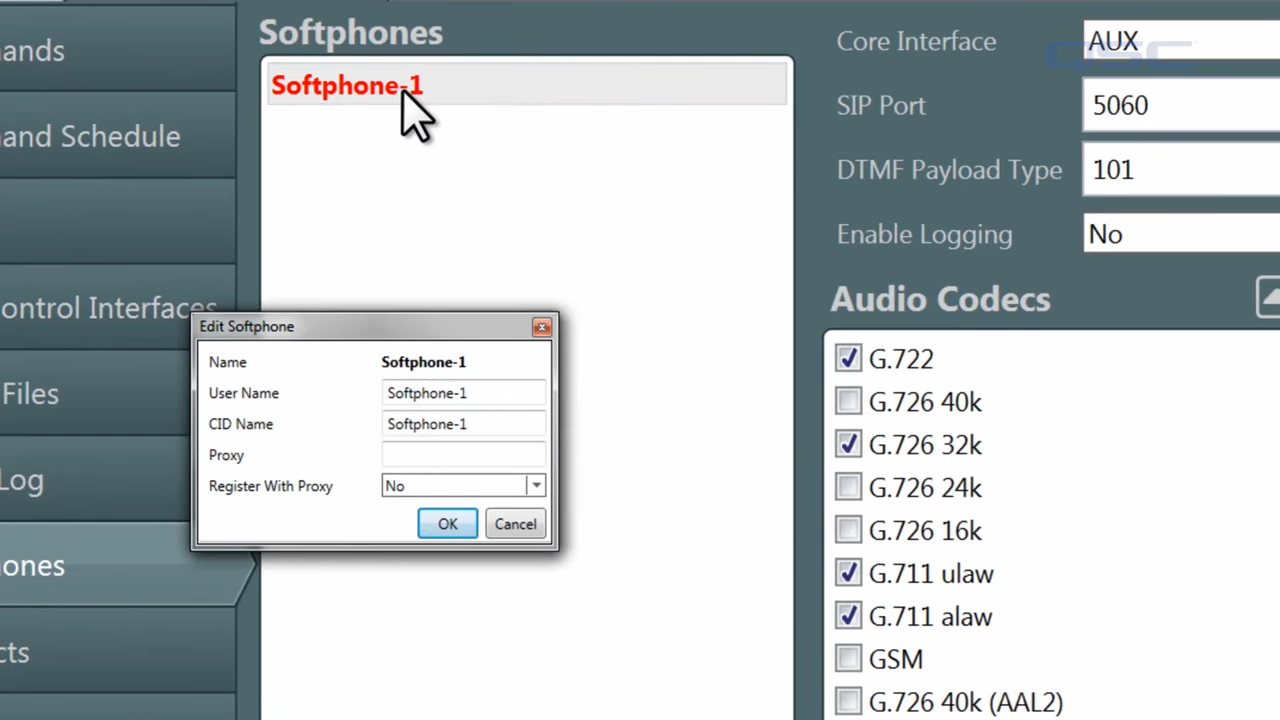 ands
and Schedule
ontrol Interfaces
Files
Log
ones
cts
Softphones
Softphone-1
Edit Softphone
Name Softphone-1
User Name Softphone-1
CID Name Softphone-1
Proxy
Register With Proxy No
OK Cancel
Core Interface AUX
QSC
SIP Port 5060
DTMF Payload Type 101
Enable Logging No
Audio Codecs
G.722
G.726 40k
G.726 32k
G.726 24k
G.726 16k
G.711 ulaw
G.711 alaw
GSM
G.726 40k (AAL2)